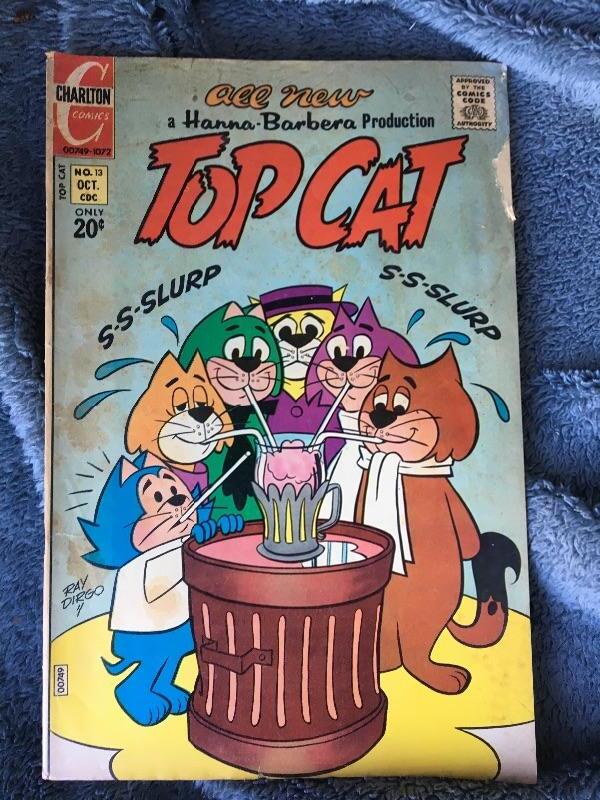 CHARLTON
COMICS
00749-1072
TOP CAT
NO. 13
OCT.
CDC
ONLY
20¢
all new
a Hanna-Barbera Production
APPROVED
BY THE
COMICS
CODE
AUTHORITY
TOP CAT
S-S-SLURP
S-S-SLURP
RAY
DIRGO
00749